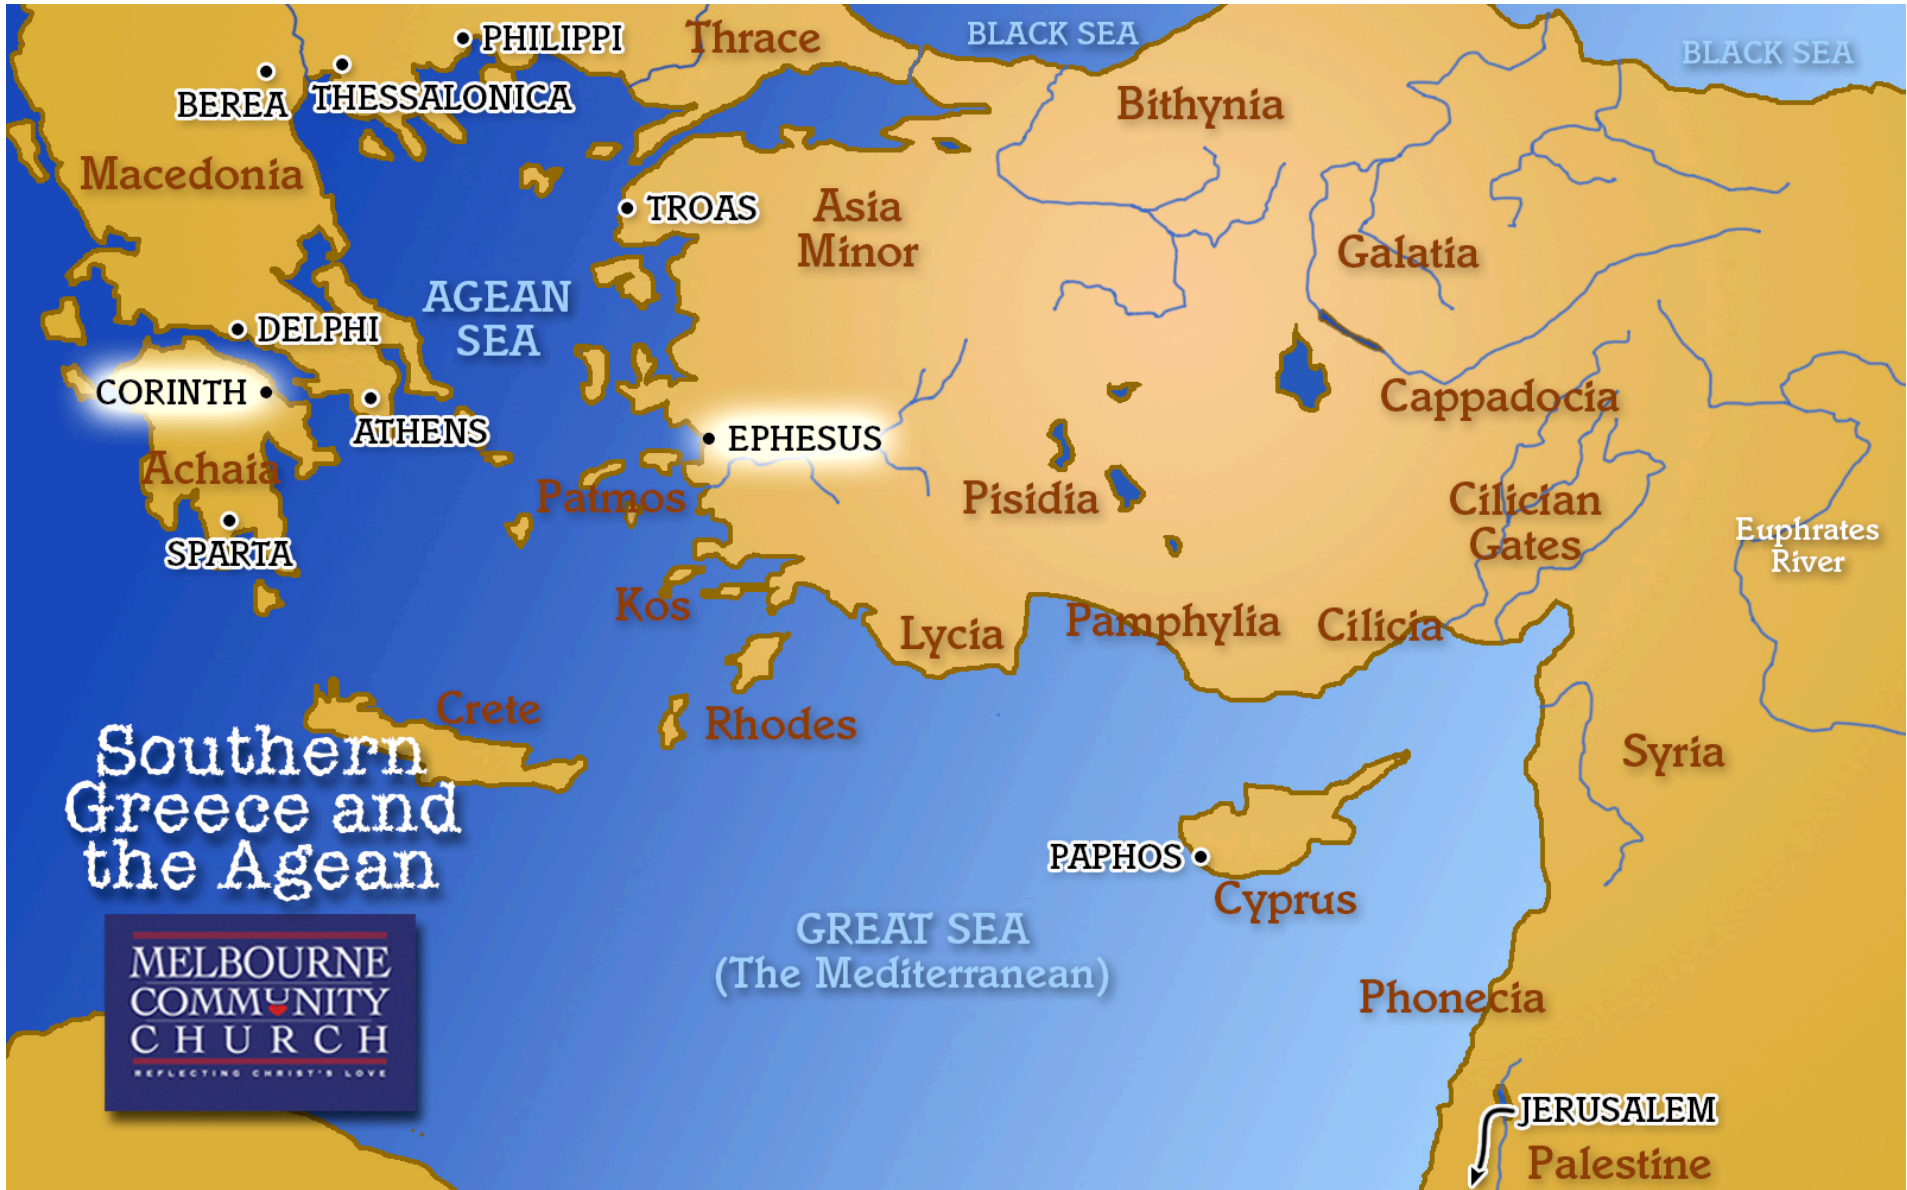 BLACK SEA
BLACK SEA
PHILIPPI
Thrace
BEREA
THESSALONICA
Bithynia
Macedonia
TROAS
Asia
Minor
Galatia
AGEAN
SEA
DELPHI
CORINTH
ATHENS
EPHESUS
Cappadocia
Achaia
Patmos
Pisidia
Cilician
Gates
Euphrates
River
SPARTA
Kos
Lycia
Pamphylia
Cilicia
Crete
Rhodes
Syria
Southern
Greece and
the Agean
PAPHOS
Cyprus
GREAT SEA
(The Mediterranean)
Phonecia
MELBOURNE
COMMUNITY
CHURCH
REFLECTING CHRIST'S LOVE
JERUSALEM
Palestine